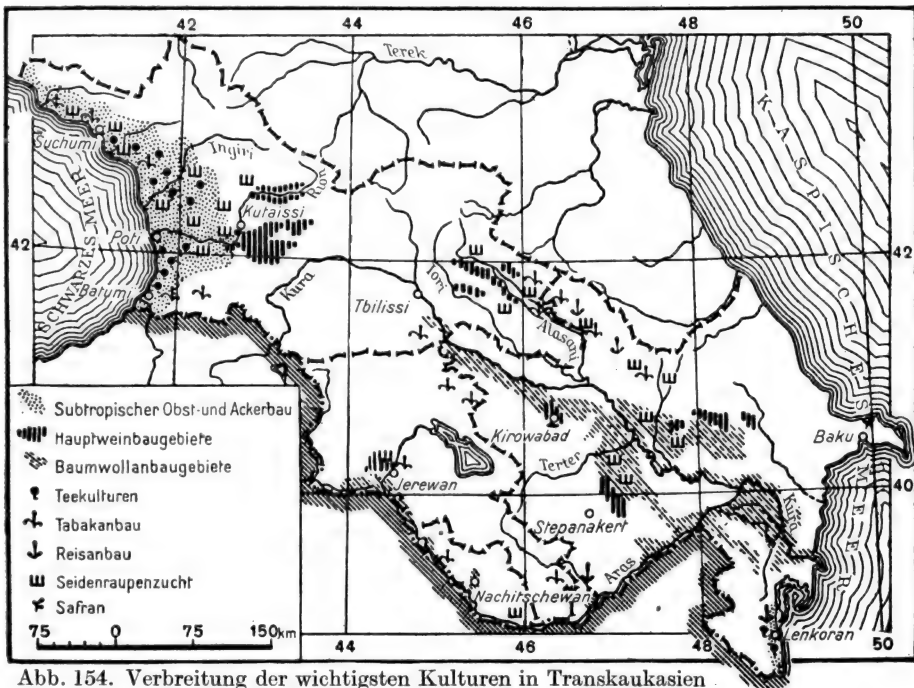 42 44 46 48 50
Terek
Suchumi
Ingiri
Rion
Kutaissi
SCHWARZES MEER
KASPISCHES MEER
42
42
Poti
Batumi
Kura
Tbilissi
Iori
Alasani
Subtropischer Obst-und Ackerbau
Hauptweinbaugebiete
Baumwollanbaugebiete
Teekulturen
Tabakanbau
Reisanbau
Seidenraupenzucht
Safran
75 0 75 150km
Kirowabad
Terter
Baku
Jerewan
40
40
Stepanakert
Kura
Aras
Nachitschewan
Lenkoran
44 46 48 50
Abb. 154. Verbreitung der wichtigsten Kulturen in Transkaukasien